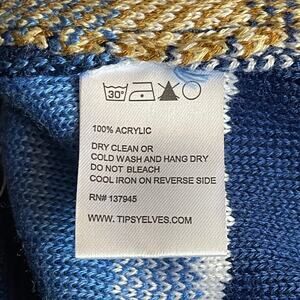 30°
100% ACRYLIC
DRY CLEAN OR
COLD WASH AND HANG DRY
DO NOT BLEACH
COOL IRON ON REVERSE SIDE
RN# 137945
WWW. TIPSYELVES.COM